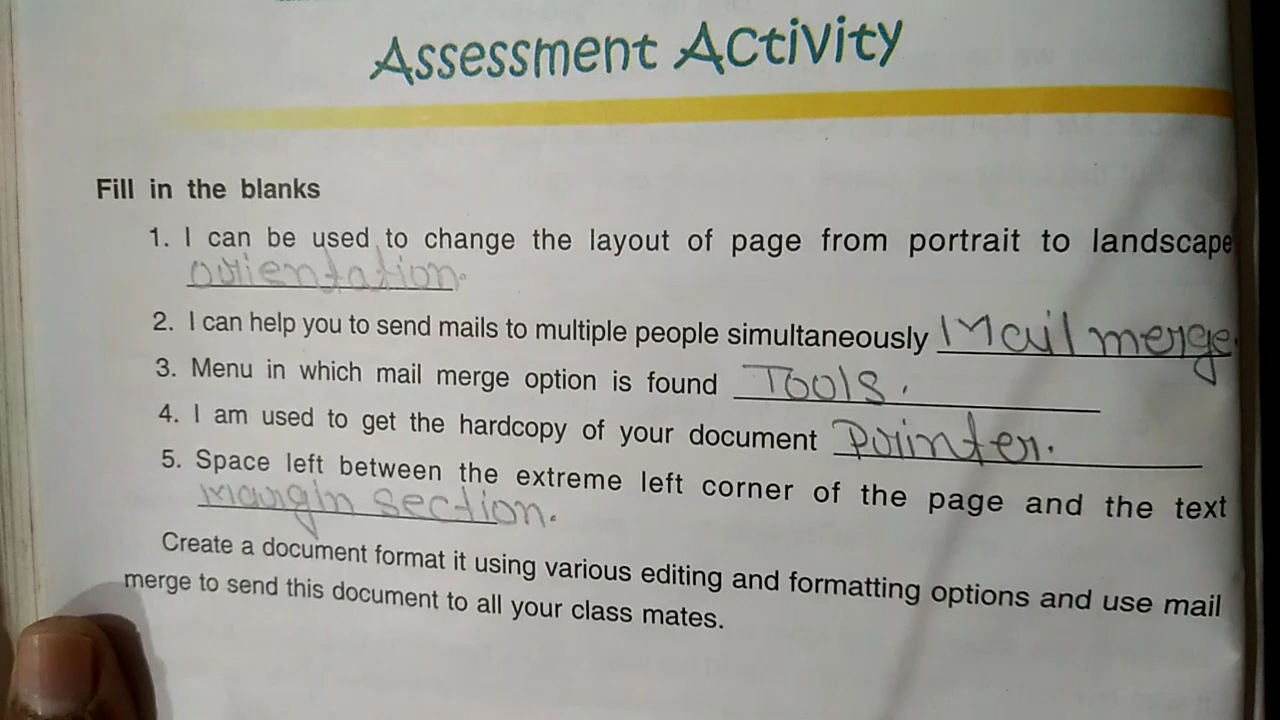 Assessment Activity
Fill in the blanks
1. I can be used to change the layout of page from portrait to landscape
orientation.
2. I can help you to send mails to multiple people simultaneously Mail merge.
3. Menu in which mail merge option is found Tools.
4. I am used to get the hardcopy of your document Printer.
5. Space left between the extreme left corner of the page and the text
margin section.
Create a document format it using various editing and formatting options and use mail
merge to send this document to all your class mates.